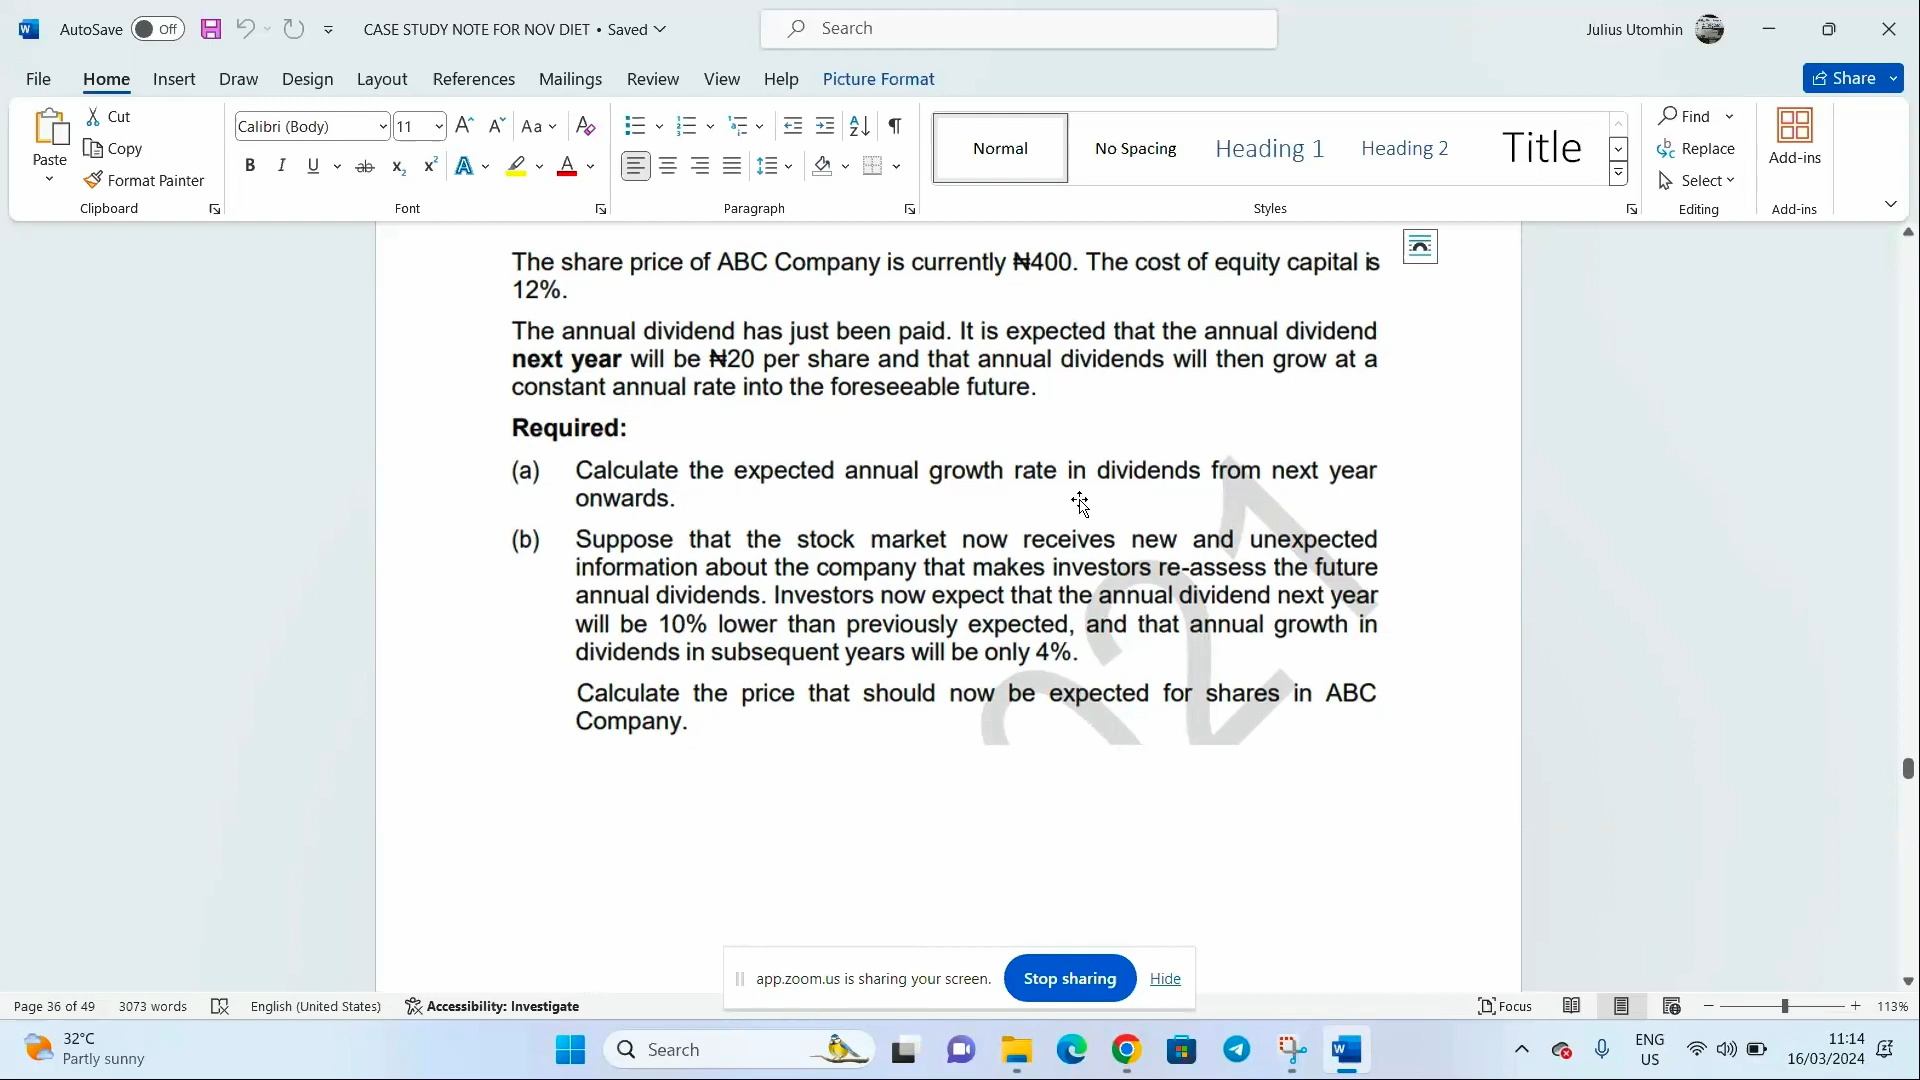 AutoSave Off CASE STUDY NOTE FOR NOV DIET • Saved Search Julius Utomhin
File Home Insert Draw Design Layout References Mailings Review View Help Picture Format Share
Paste Cut Copy Format Painter
Calibri (Body) 11 Aa
Normal No Spacing Heading 1 Heading 2 Title
Find Replace Select Add-ins
Clipboard Font Paragraph Styles Editing Add-ins
The share price of ABC Company is currently ₦400. The cost of equity capital is
12%.
The annual dividend has just been paid. It is expected that the annual dividend
next year will be ₦20 per share and that annual dividends will then grow at a
constant annual rate into the foreseeable future.
Required:
(a) Calculate the expected annual growth rate in dividends from next year
onwards.
(b) Suppose that the stock market now receives new and unexpected
information about the company that makes investors re-assess the future
annual dividends. Investors now expect that the annual dividend next year
will be 10% lower than previously expected, and that annual growth in
dividends in subsequent years will be only 4%.
Calculate the price that should now be expected for shares in ABC
Company.
app.zoom.us is sharing your screen. Stop sharing Hide
Page 36 of 49 3073 words English (United States) Accessibility: Investigate Focus 113%
32°C
Partly sunny
Search
ENG
US
11:14
16/03/2024